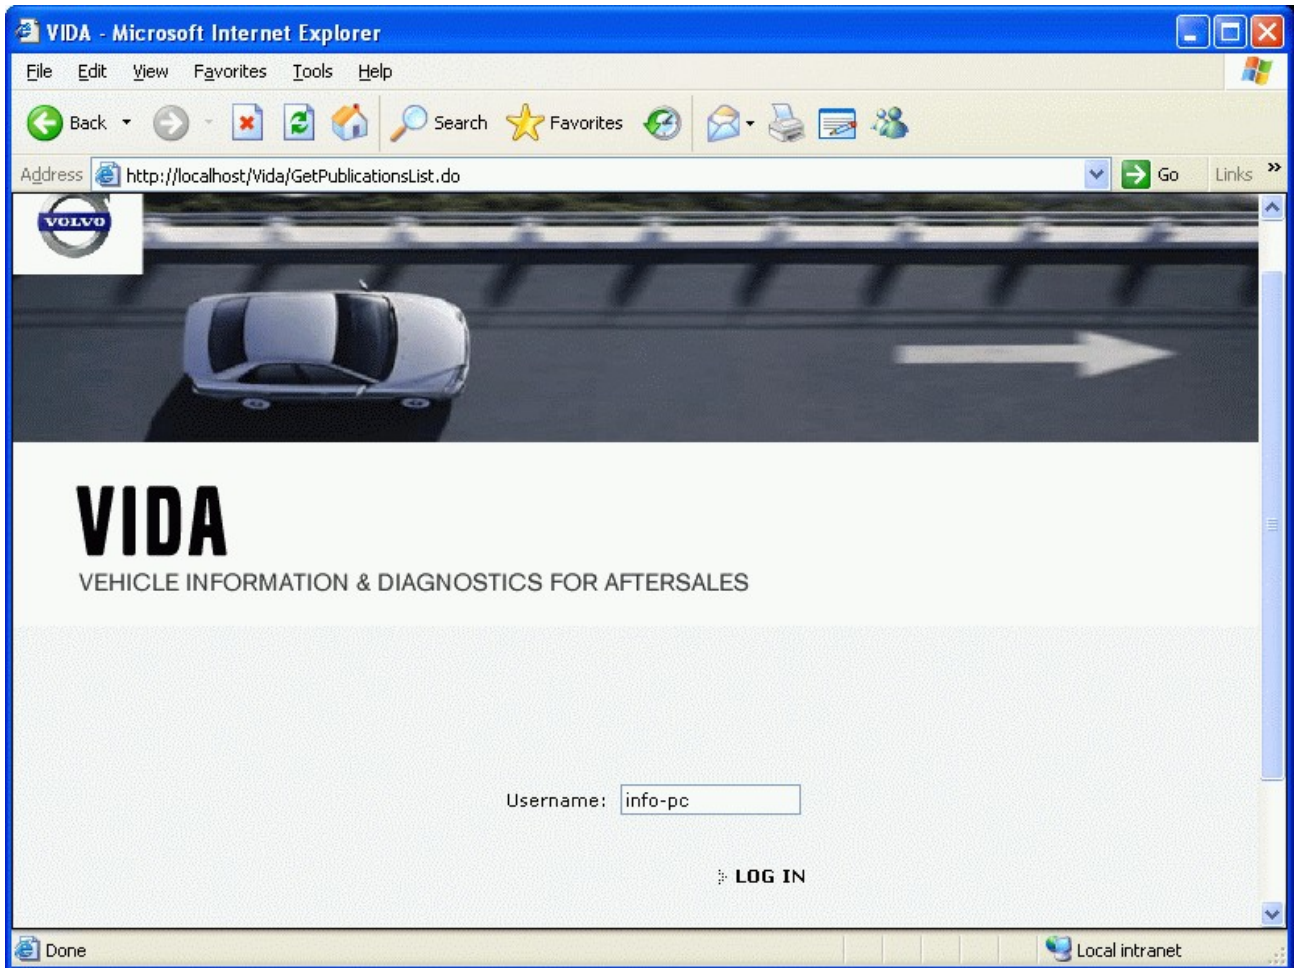 VIDA - Microsoft Internet Explorer
File Edit View Favorites Tools Help
Back Search Favorites
Address http://localhost/Vida/GetPublicationsList.do Go Links »
VOLVO
VIDA
VEHICLE INFORMATION & DIAGNOSTICS FOR AFTERSALES
Username: info-pc
LOG IN
Done Local intranet